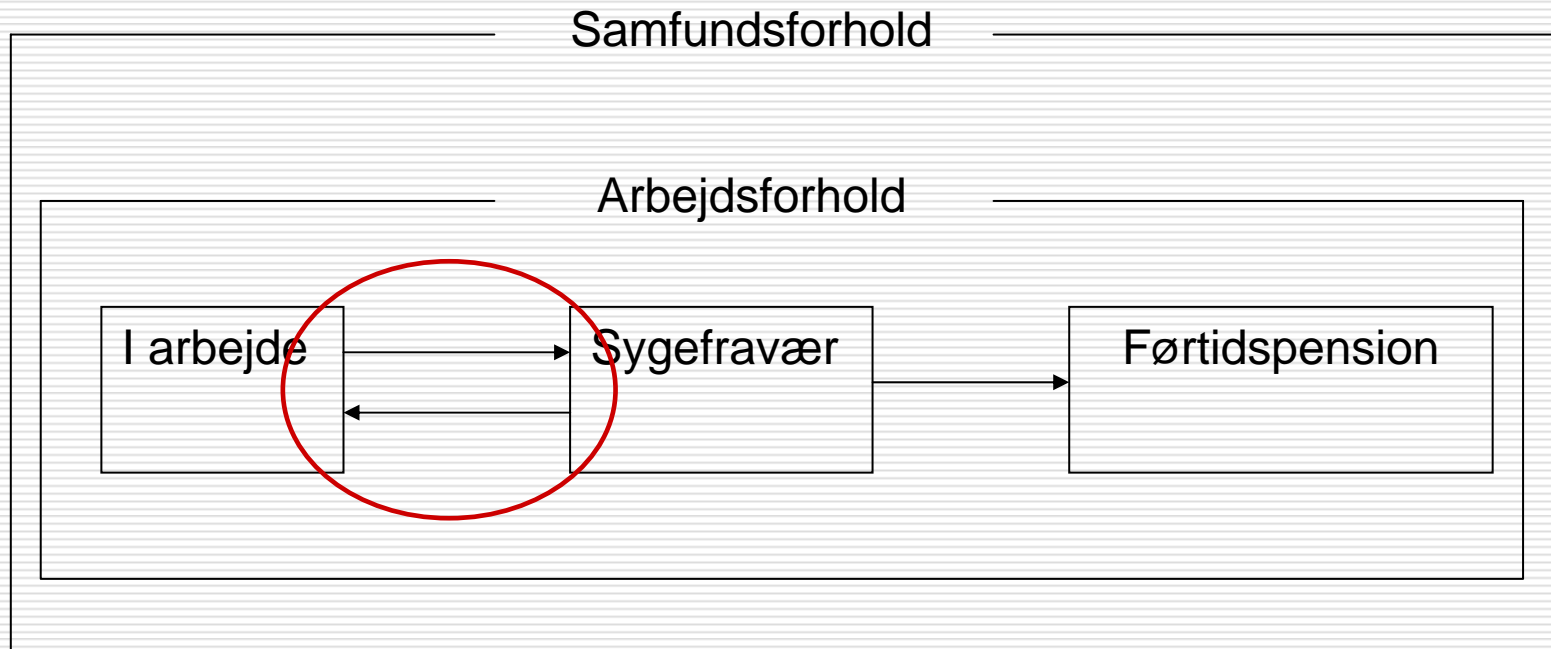 Samfundsforhold
Arbejdsforhold
I arbejde
Sygefravær
Førtidspension